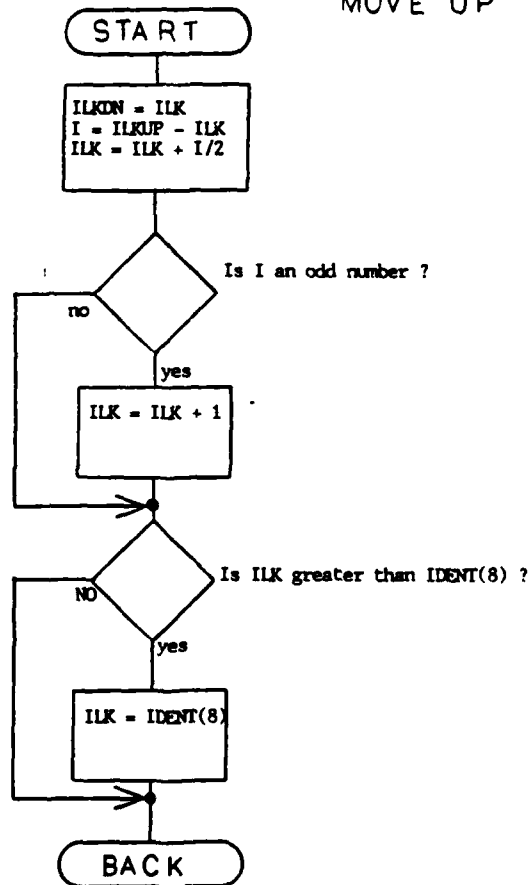 MOVE UP
START
ILKDN = ILK
I = ILKUP - ILK
ILK = ILK + I/2
Is I an odd number ?
no
yes
ILK = ILK + 1
Is ILK greater than IDENT(8) ?
NO
yes
ILK = IDENT(8)
BACK